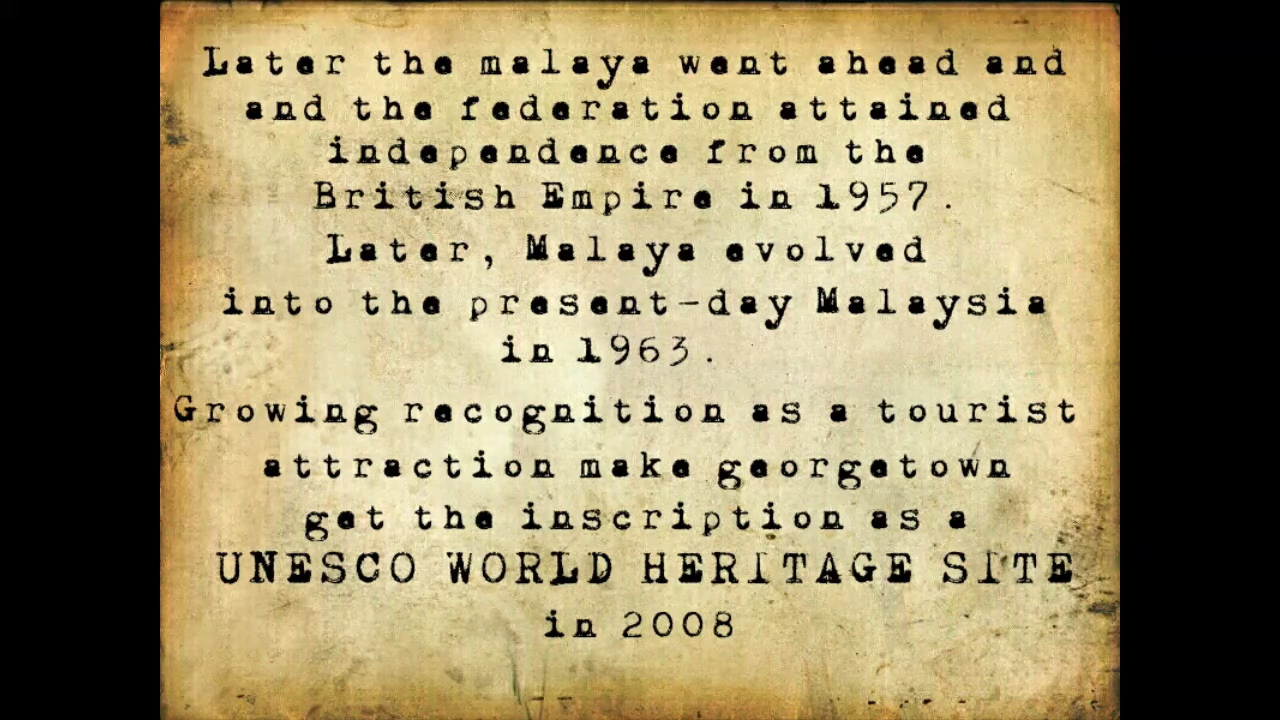 Later the malaya went ahead and
and the federation attained
independence from the
British Empire in 1957.
Later, Malaya evolved
into the present-day Malaysia
in 1963.
Growing recognition as a tourist
attraction make georgetown
get the inscription as a
UNESCO WORLD HERITAGE SITE
in 2008